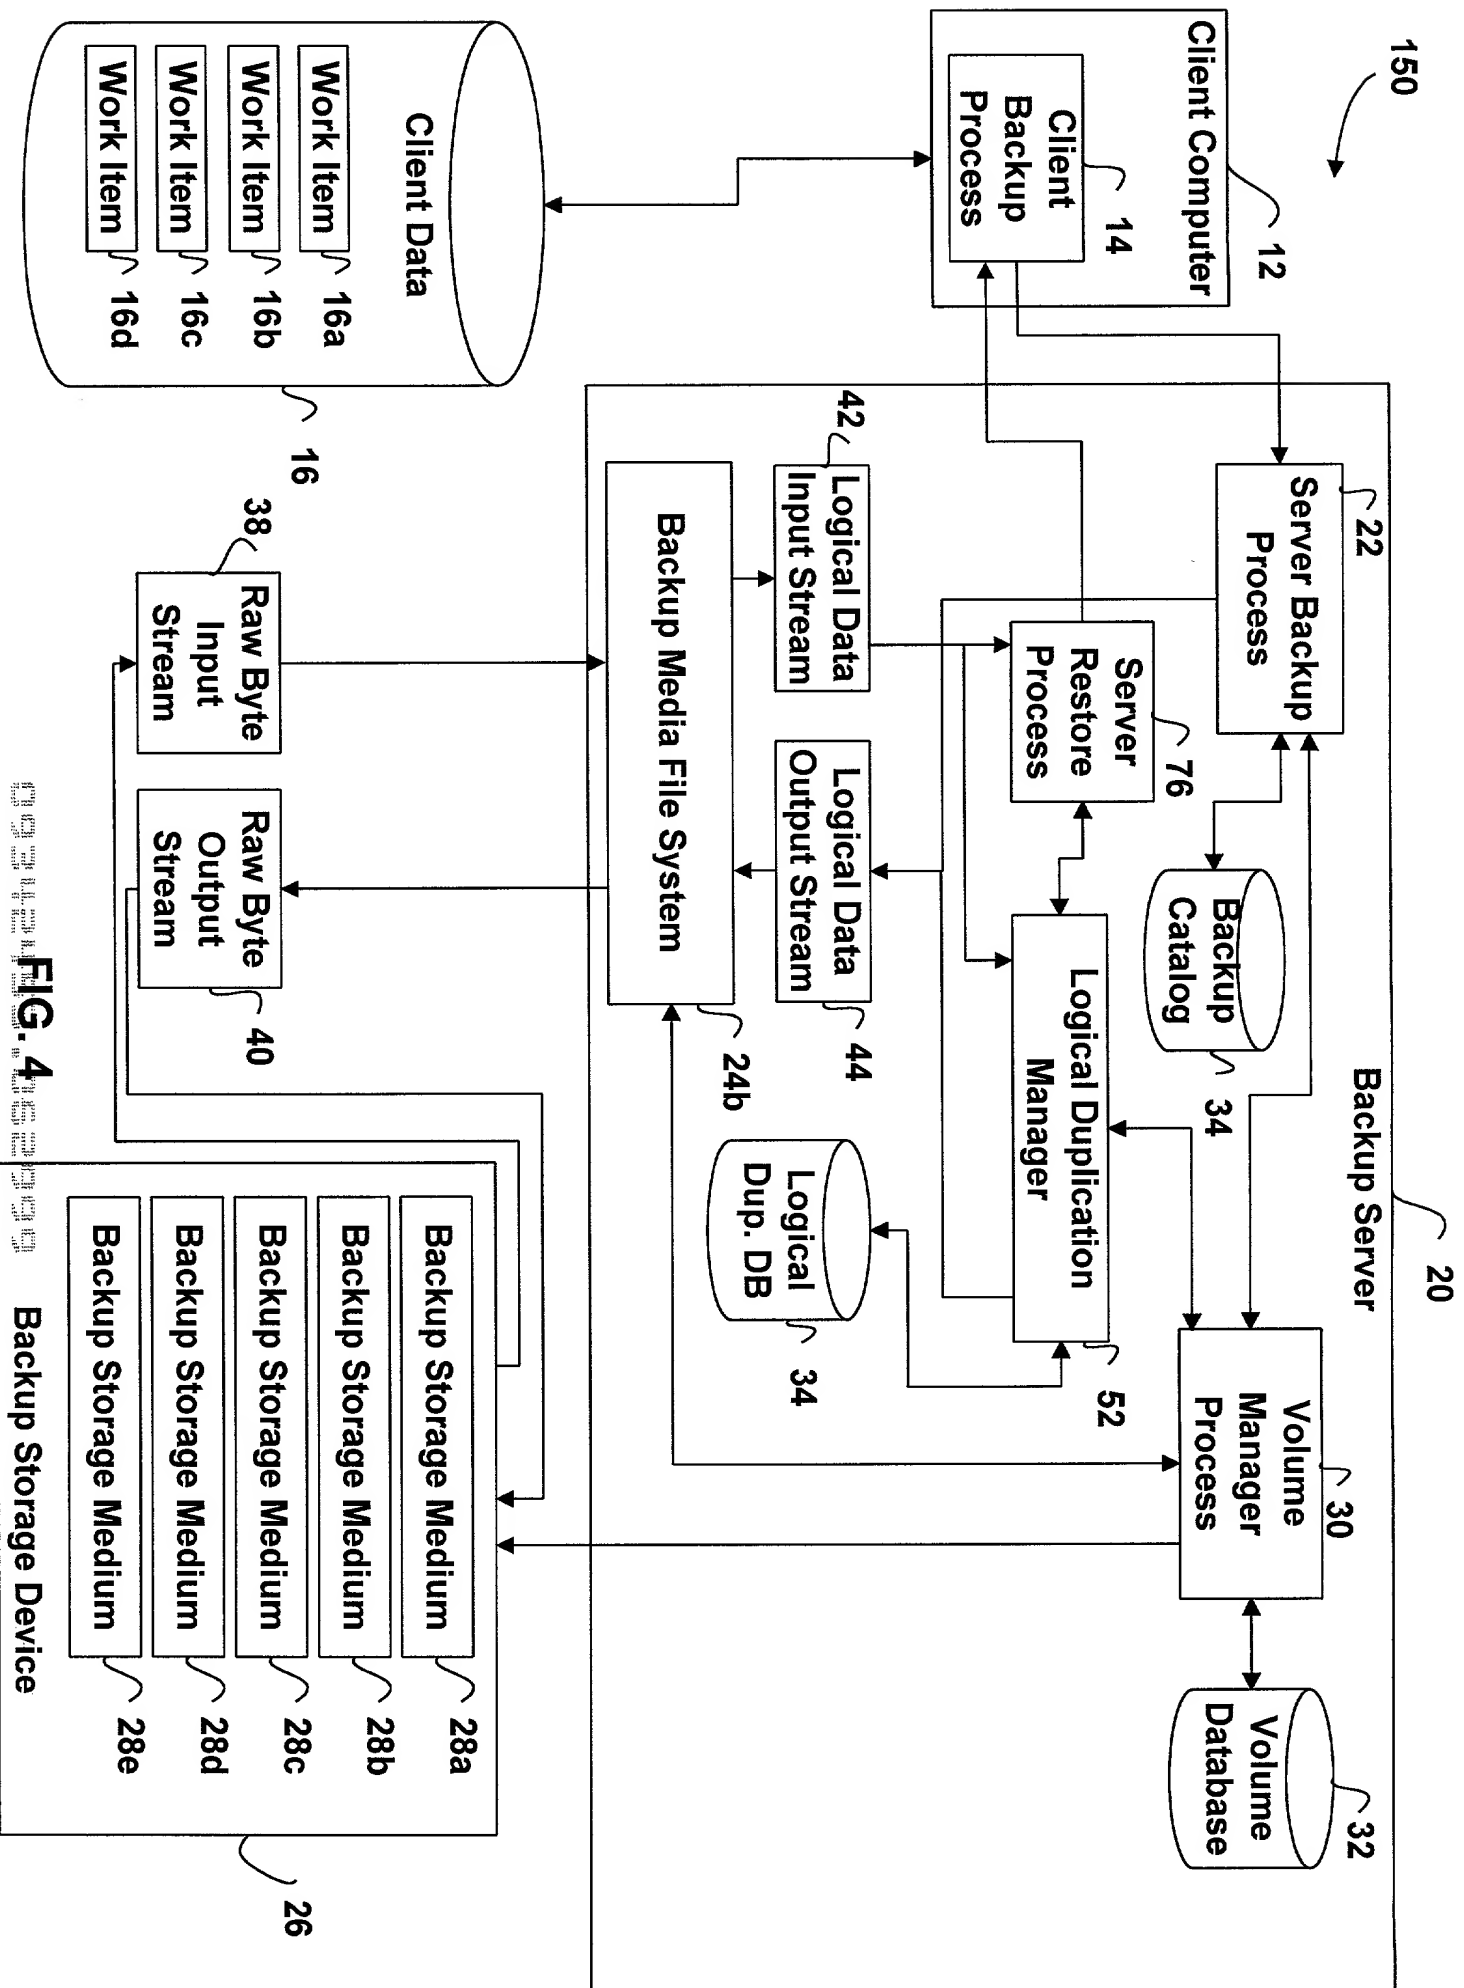 150
Client Computer
12
Client
Backup
Process
14
Backup Server
20
Server Backup
Process
22
Backup
Catalog
34
Volume
Manager
Process
30
Volume
Database
32
Server
Restore
Process
76
Logical Duplication
Manager
52
Logical Data
Input Stream
42
Logical Data
Output Stream
44
Logical
Dup. DB
34
Backup Media File System
24b
Client Data
16
Work Item
16a
Work Item
16b
Work Item
16c
Work Item
16d
Raw Byte
Input
Stream
38
Raw Byte
Output
Stream
40
Backup Storage Medium
28a
Backup Storage Medium
28b
Backup Storage Medium
28c
Backup Storage Medium
28d
Backup Storage Medium
28e
Backup Storage Device
26
FIG. 4